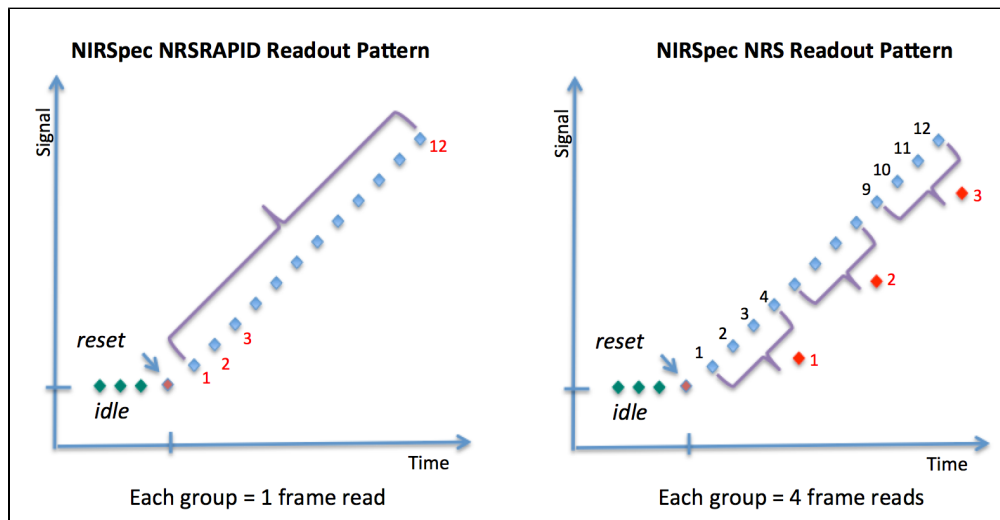 NIRSpec NRSRAPID Readout Pattern
Signal
12
3
2
1
reset
idle
Time
Each group = 1 frame read
NIRSpec NRS Readout Pattern
Signal
12
11
10
9
3
4
3
2
1
2
1
reset
idle
Time
Each group = 4 frame reads